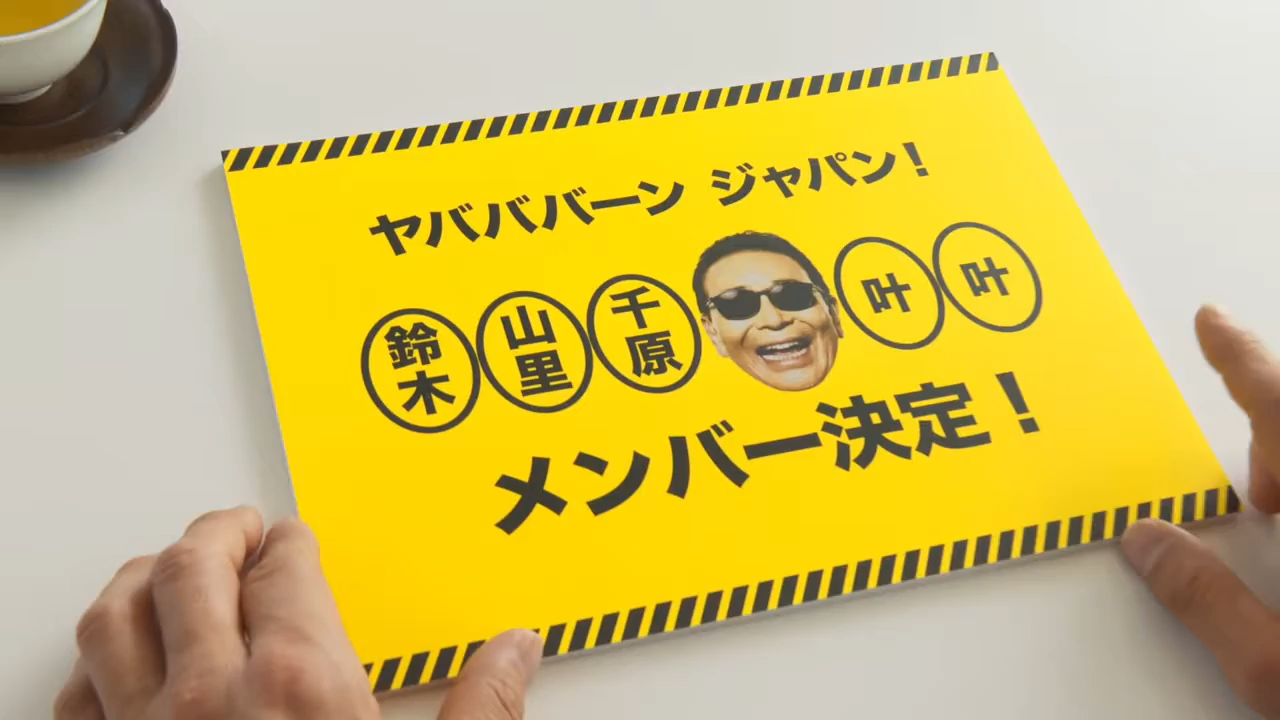 ヤバババーン ジャパン!
鈴木 山里 千原 叶 叶
メンバー決定!